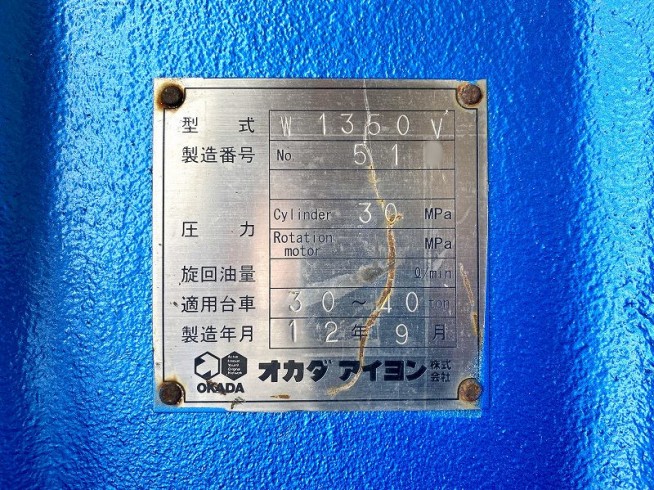 型 式 W 1350 V
製造番号 No 51
圧 力 Cylinder 30 MPa
Rotation motor MPa
旋回油量 ℓ/min
適用台車 30～40 ton
製造年月 12年 9月
OKADA オカダ アイヨン 株式会社